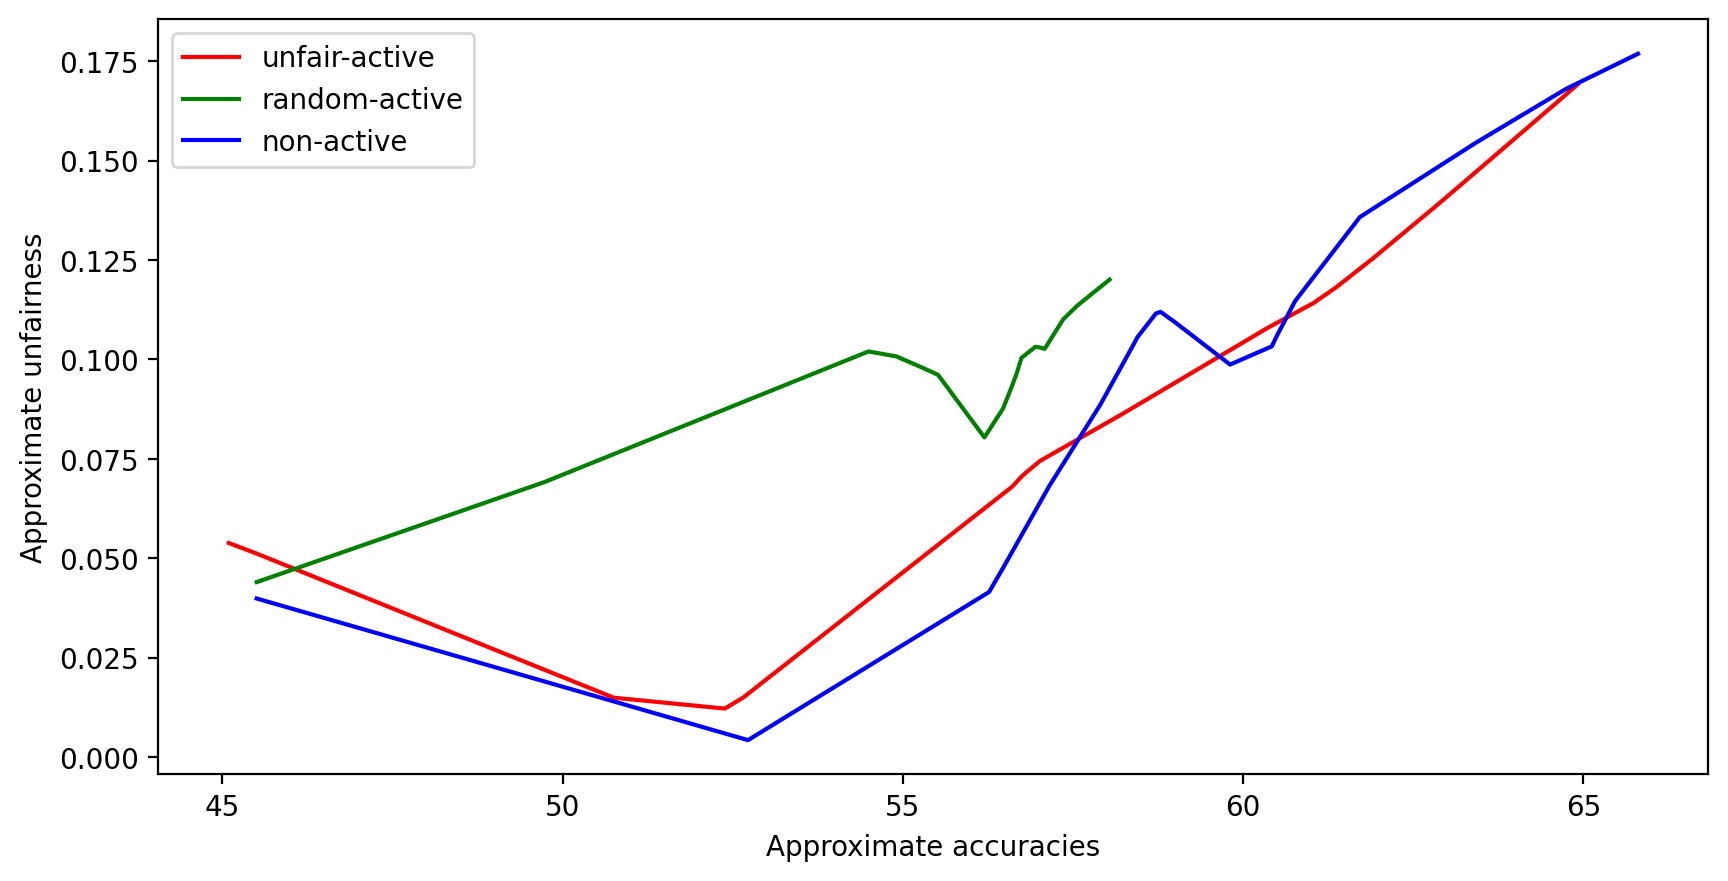 unfair-active
random-active
non-active
Approximate unfairness
0.175
0.150
0.125
0.100
0.075
0.050
0.025
0.000
45 50 55 60 65
Approximate accuracies